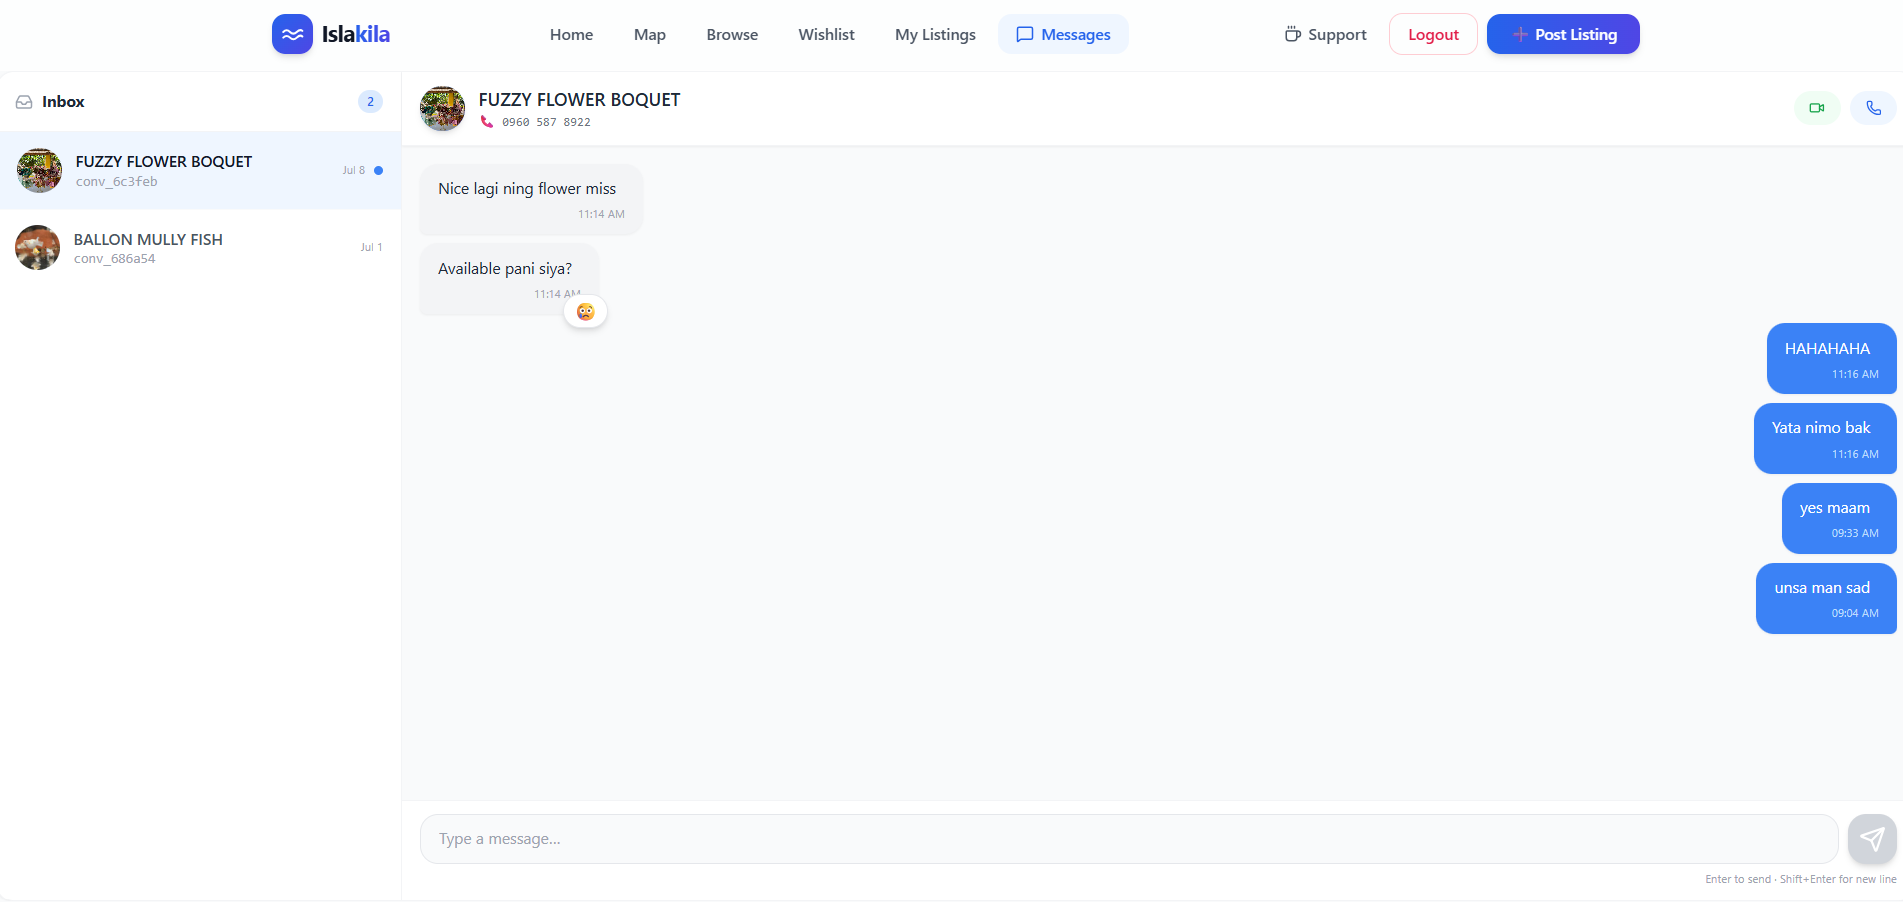 Islakila
Home
Map
Browse
Wishlist
My Listings
Messages
Support
Logout
Post Listing
Inbox
2
FUZZY FLOWER BOQUET
conv_6c3feb
Jul 8
BALLON MULLY FISH
conv_686a54
Jul 1
FUZZY FLOWER BOQUET
0960 587 8922
Nice lagi ning flower miss
11:14 AM
Available pani siya?
11:14 AM
HAHAHAHA
11:16 AM
Yata nimo bak
11:16 AM
yes maam
09:33 AM
unsa man sad
09:04 AM
Type a message...
Enter to send · Shift+Enter for new line